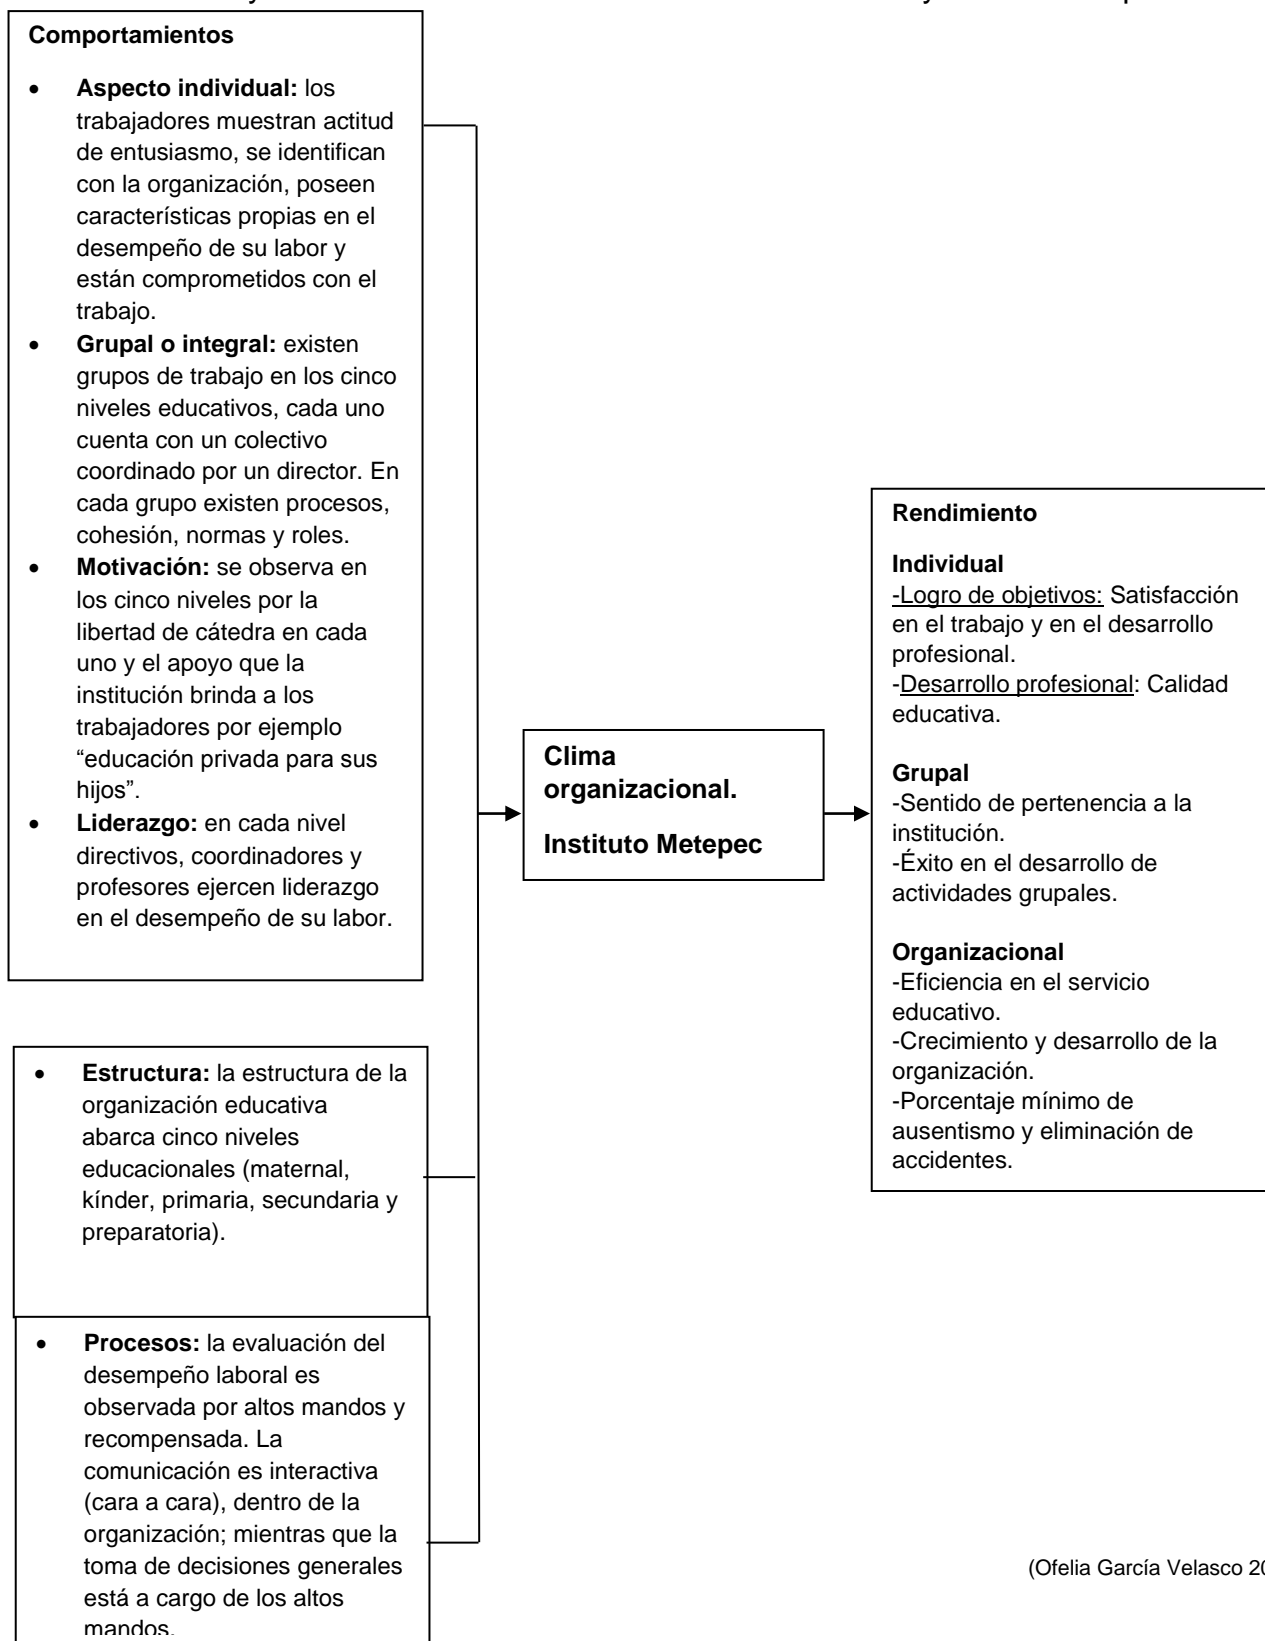 Comportamientos
• Aspecto individual: los
trabajadores muestran actitud
de entusiasmo, se identifican
con la organización, poseen
características propias en el
desempeño de su labor y
están comprometidos con el
trabajo.
• Grupal o integral: existen
grupos de trabajo en los cinco
niveles educativos, cada uno
cuenta con un colectivo
coordinado por un director. En
cada grupo existen procesos,
cohesión, normas y roles.
• Motivación: se observa en
los cinco niveles por la
libertad de cátedra en cada
uno y el apoyo que la
institución brinda a los
trabajadores por ejemplo
“educación privada para sus
hijos”.
• Liderazgo: en cada nivel
directivos, coordinadores y
profesores ejercen liderazgo
en el desempeño de su labor.
• Estructura: la estructura de la
organización educativa
abarca cinco niveles
educacionales (maternal,
kínder, primaria, secundaria y
preparatoria).
• Procesos: la evaluación del
desempeño laboral es
observada por altos mandos y
recompensada. La
comunicación es interactiva
(cara a cara), dentro de la
organización; mientras que la
toma de decisiones generales
está a cargo de los altos
mandos.
Clima
organizacional.
Instituto Metepec
Rendimiento
Individual
-Logro de objetivos: Satisfacción
en el trabajo y en el desarrollo
profesional.
-Desarrollo profesional: Calidad
educativa.
Grupal
-Sentido de pertenencia a la
institución.
-Éxito en el desarrollo de
actividades grupales.
Organizacional
-Eficiencia en el servicio
educativo.
-Crecimiento y desarrollo de la
organización.
-Porcentaje mínimo de
ausentismo y eliminación de
accidentes.
(Ofelia García Velasco 20